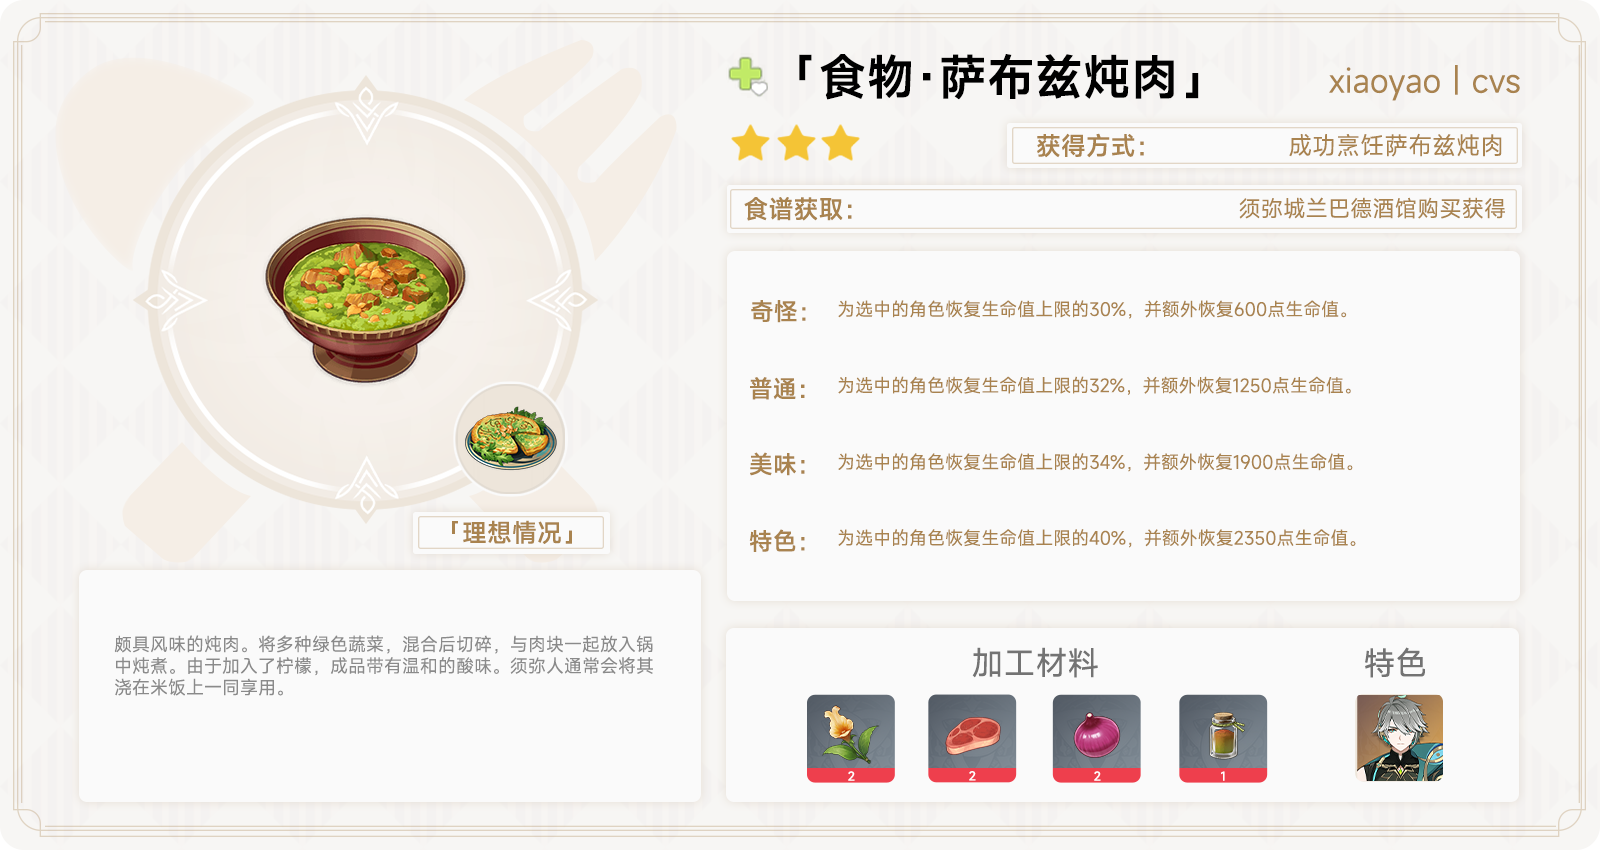 「食物·萨布兹炖肉」
xiaoyao | cvs
获得方式：
成功烹饪萨布兹炖肉
食谱获取：
须弥城兰巴德酒馆购买获得
奇怪：
为选中的角色恢复生命值上限的30%，并额外恢复600点生命值。
普通：
为选中的角色恢复生命值上限的32%，并额外恢复1250点生命值。
美味：
为选中的角色恢复生命值上限的34%，并额外恢复1900点生命值。
特色：
为选中的角色恢复生命值上限的40%，并额外恢复2350点生命值。
「理想情况」
颇具风味的炖肉。将多种绿色蔬菜，混合后切碎，与肉块一起放入锅
中炖煮。由于加入了柠檬，成品带有温和的酸味。须弥人通常会将其
浇在米饭上一同享用。
加工材料
特色
2
2
2
1